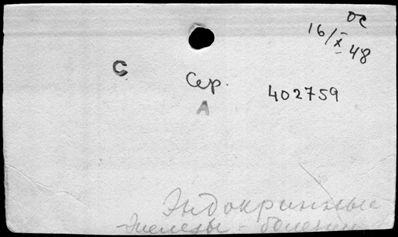 ос
16/X 48
С
Сер.
402759
А
Эндокринные
железы - болезни